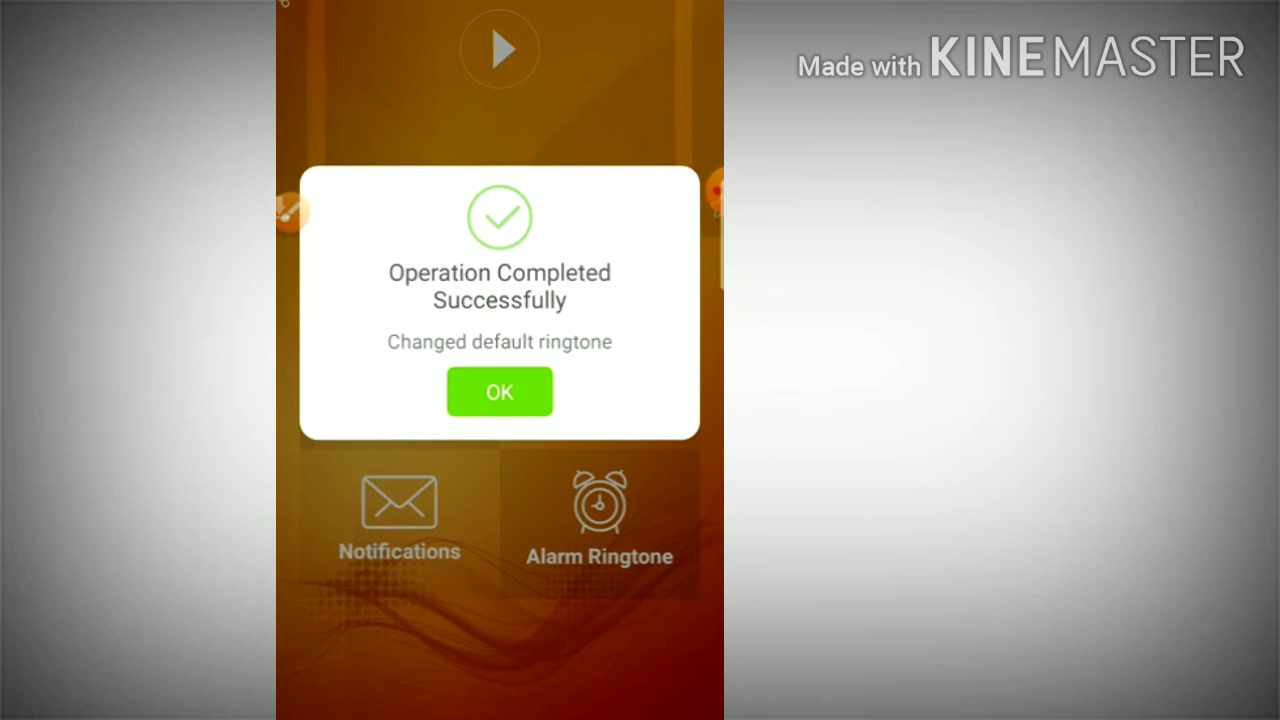 Made with KINEMASTER
Operation Completed
Successfully
Changed default ringtone
OK
Notifications
Alarm Ringtone